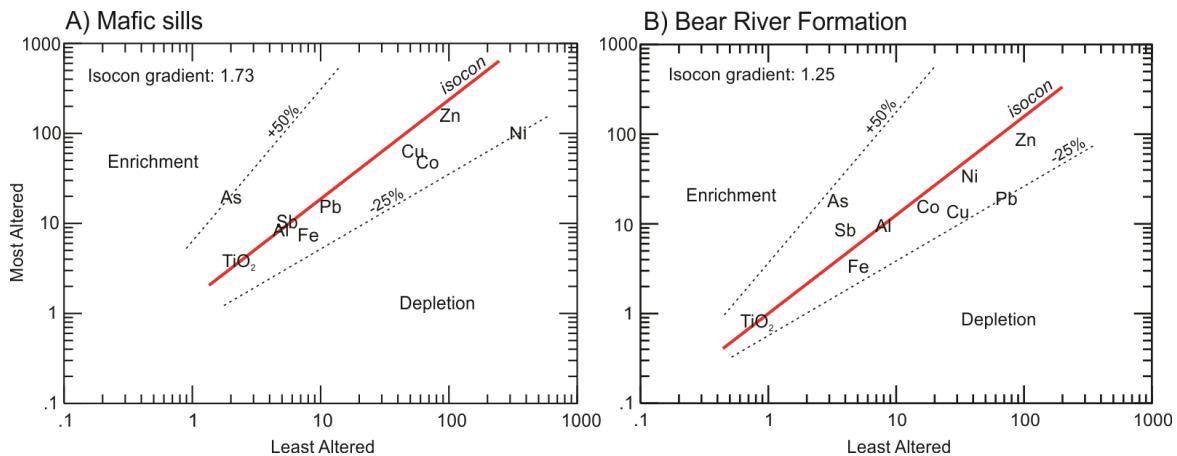 A) Mafic sills
1000
100
10
1
.1
Most Altered
Isocon gradient: 1.73
isocon
+50%
Zn
Ni
Enrichment
Cu
Co
As
-25%
Pb
Sb
Al
Fe
TiO₂
Depletion
.1
1
10
100
1000
Least Altered
B) Bear River Formation
1000
100
10
1
.1
Isocon gradient: 1.25
isocon
+50%
Zn
-25%
Ni
Enrichment
As
Pb
Co
Cu
Sb
Al
Fe
TiO₂
Depletion
.1
1
10
100
1000
Least Altered